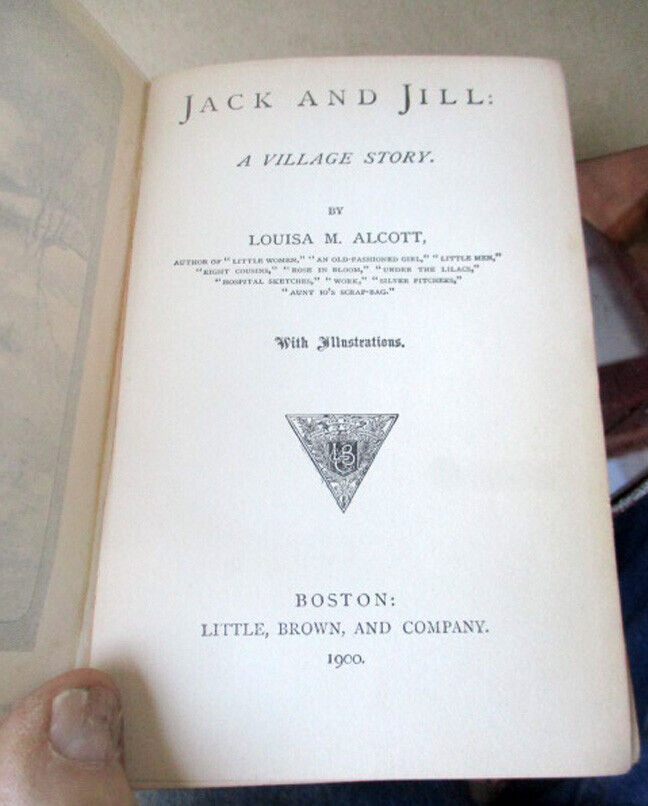 JACK AND JILL:
A VILLAGE STORY.
BY
LOUISA M. ALCOTT,
AUTHOR OF "LITTLE WOMEN," "AN OLD-FASHIONED GIRL," "LITTLE MEN,"
"EIGHT COUSINS," "ROSE IN BLOOM," "UNDER THE LILACS,"
"HOSPITAL SKETCHES," "WORK," "SILVER PITCHERS,"
"AUNT JO'S SCRAP-BAG."
With Illustrations.
BOSTON:
LITTLE, BROWN, AND COMPANY.
1900.